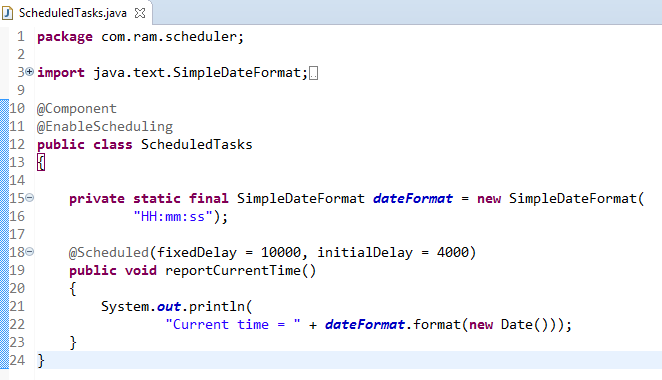 ScheduledTasks.java
1 package com.ram.scheduler;
2
3 import java.text.SimpleDateFormat;
9
10 @Component
11 @EnableScheduling
12 public class ScheduledTasks
13 {
14
15 private static final SimpleDateFormat dateFormat = new SimpleDateFormat(
16 "HH:mm:ss");
17
18 @Scheduled(fixedDelay = 10000, initialDelay = 4000)
19 public void reportCurrentTime()
20 {
21 System.out.println(
22 "Current time = " + dateFormat.format(new Date()));
23 }
24 }